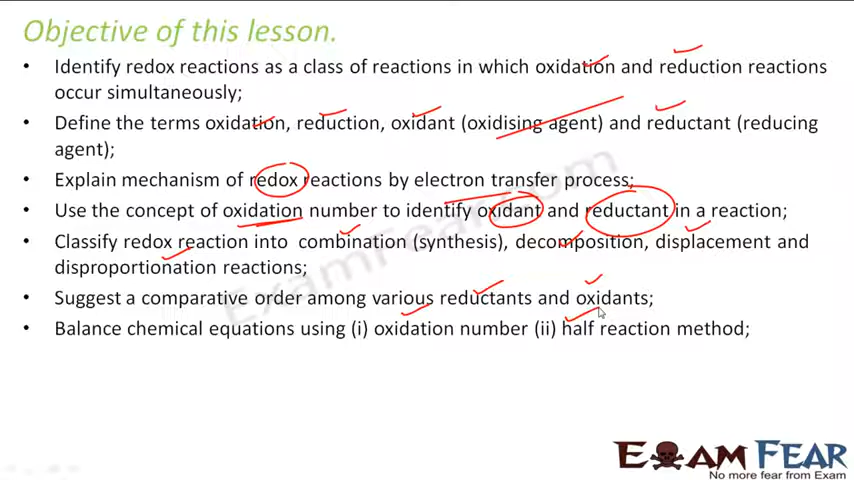 Objective of this lesson.
• Identify redox reactions as a class of reactions in which oxidation and reduction reactions
occur simultaneously;
• Define the terms oxidation, reduction, oxidant (oxidising agent) and reductant (reducing
agent);
• Explain mechanism of redox reactions by electron transfer process;
• Use the concept of oxidation number to identify oxidant and reductant in a reaction;
• Classify redox reaction into combination (synthesis), decomposition, displacement and
disproportionation reactions;
• Suggest a comparative order among various reductants and oxidants;
• Balance chemical equations using (i) oxidation number (ii) half reaction method;
ExamFear.com
EXAM FEAR
No more fear from Exam